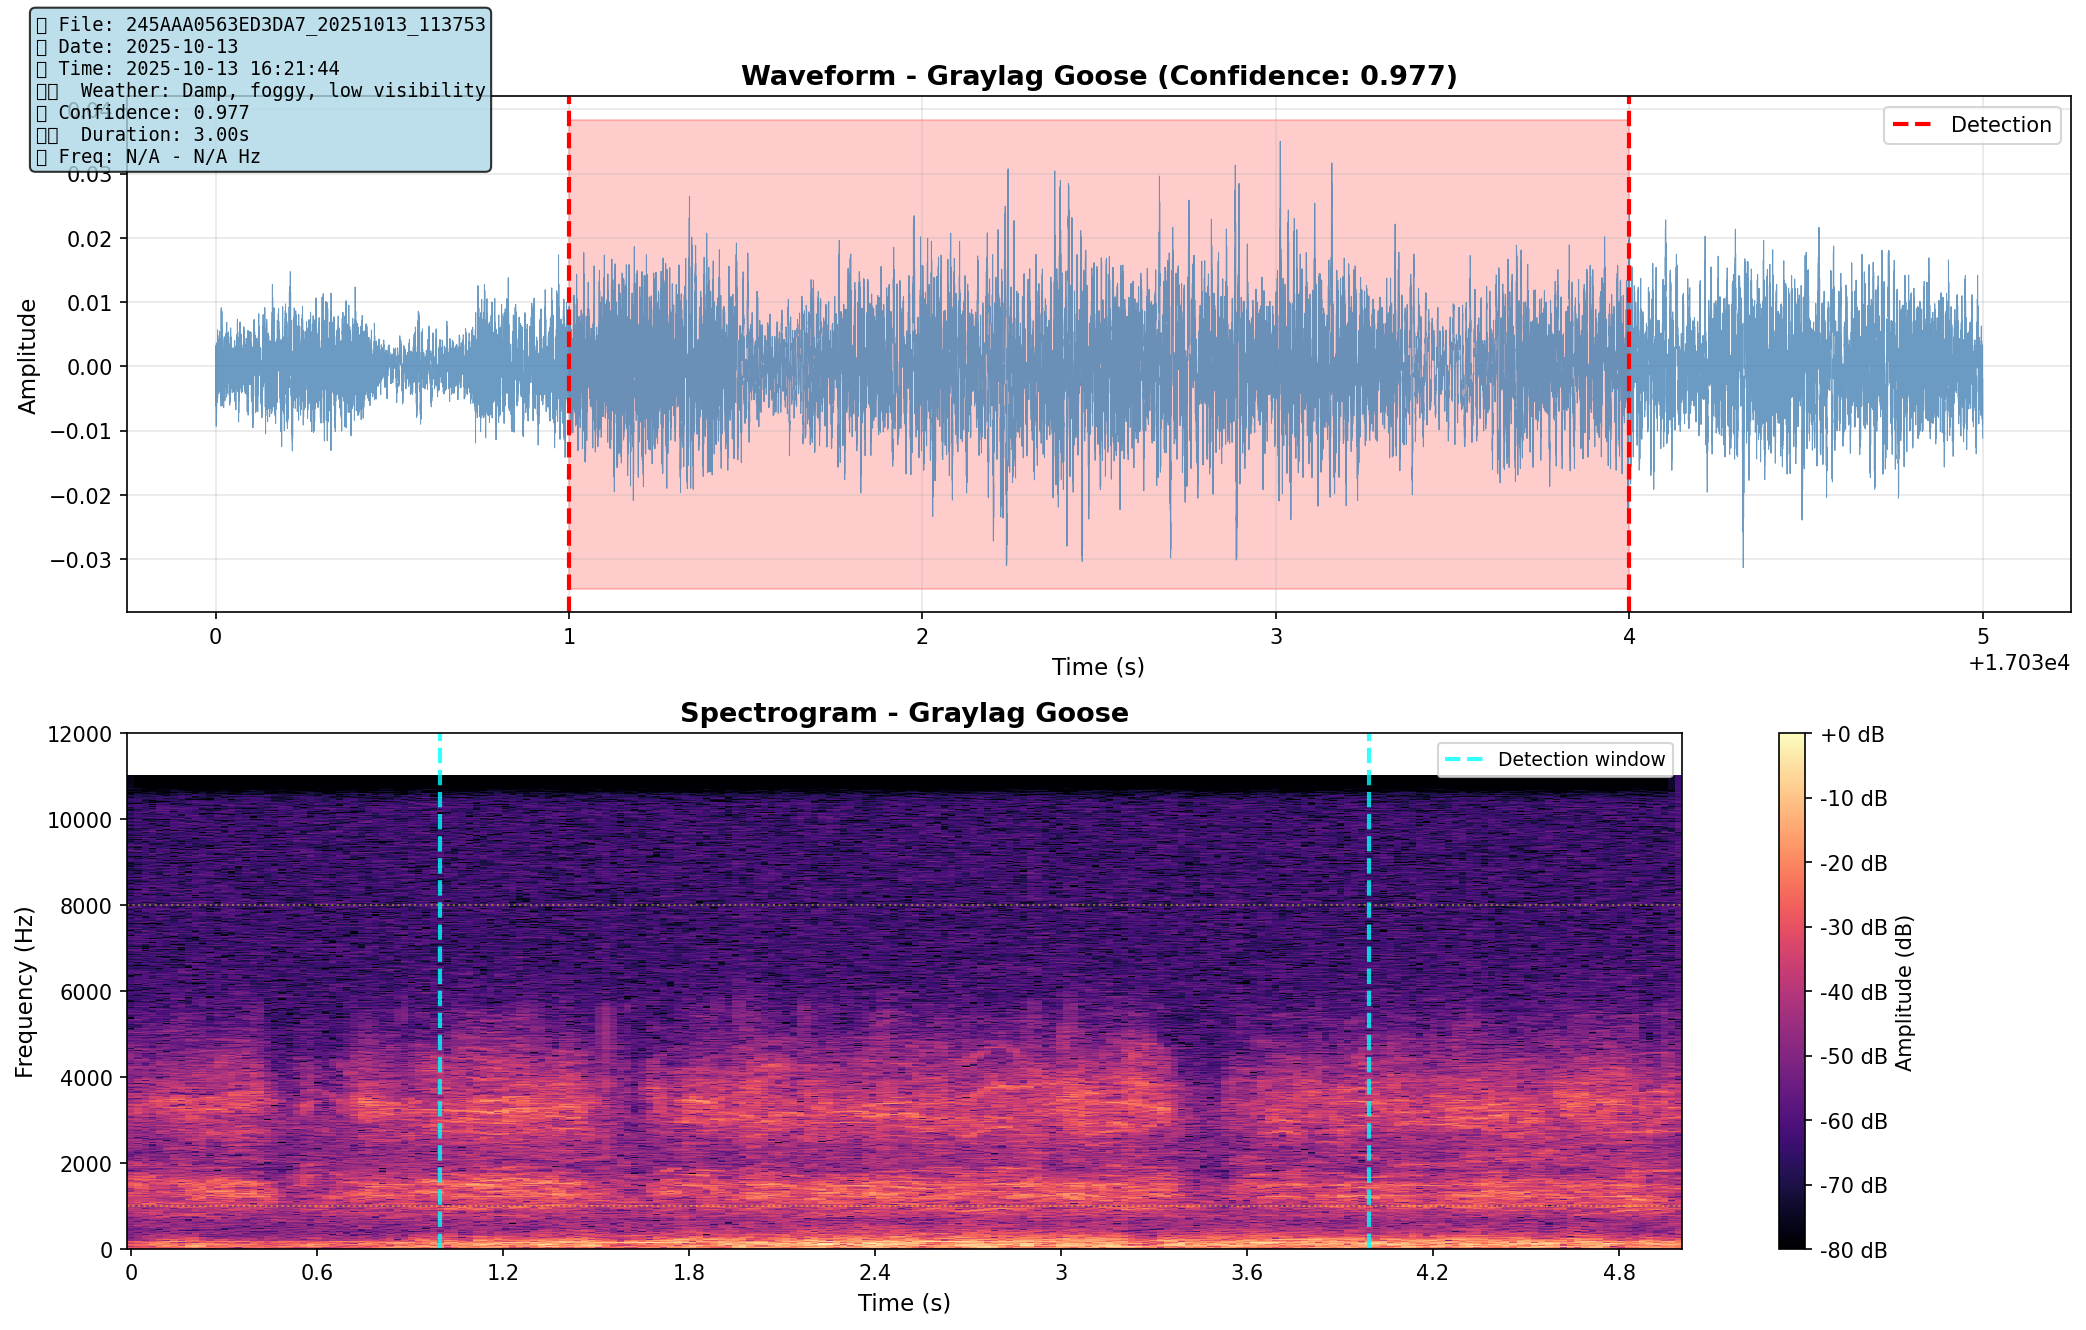 File: 245AAA0563ED3DA7_20251013_113753
Date: 2025-10-13
Time: 2025-10-13 16:21:44
Weather: Damp, foggy, low visibility
Confidence: 0.977
Duration: 3.00s
Freq: N/A - N/A Hz
Waveform - Graylag Goose (Confidence: 0.977)
Detection
Amplitude
0.04
0.03
0.02
0.01
0.00
−0.01
−0.02
−0.03
0 1 2 3 4 5
+1.703e4
Time (s)
Spectrogram - Graylag Goose
Detection window
Frequency (Hz)
12000
10000
8000
6000
4000
2000
0
0 0.6 1.2 1.8 2.4 3 3.6 4.2 4.8
Time (s)
+0 dB
-10 dB
-20 dB
-30 dB
-40 dB
-50 dB
-60 dB
-70 dB
-80 dB
Amplitude (dB)